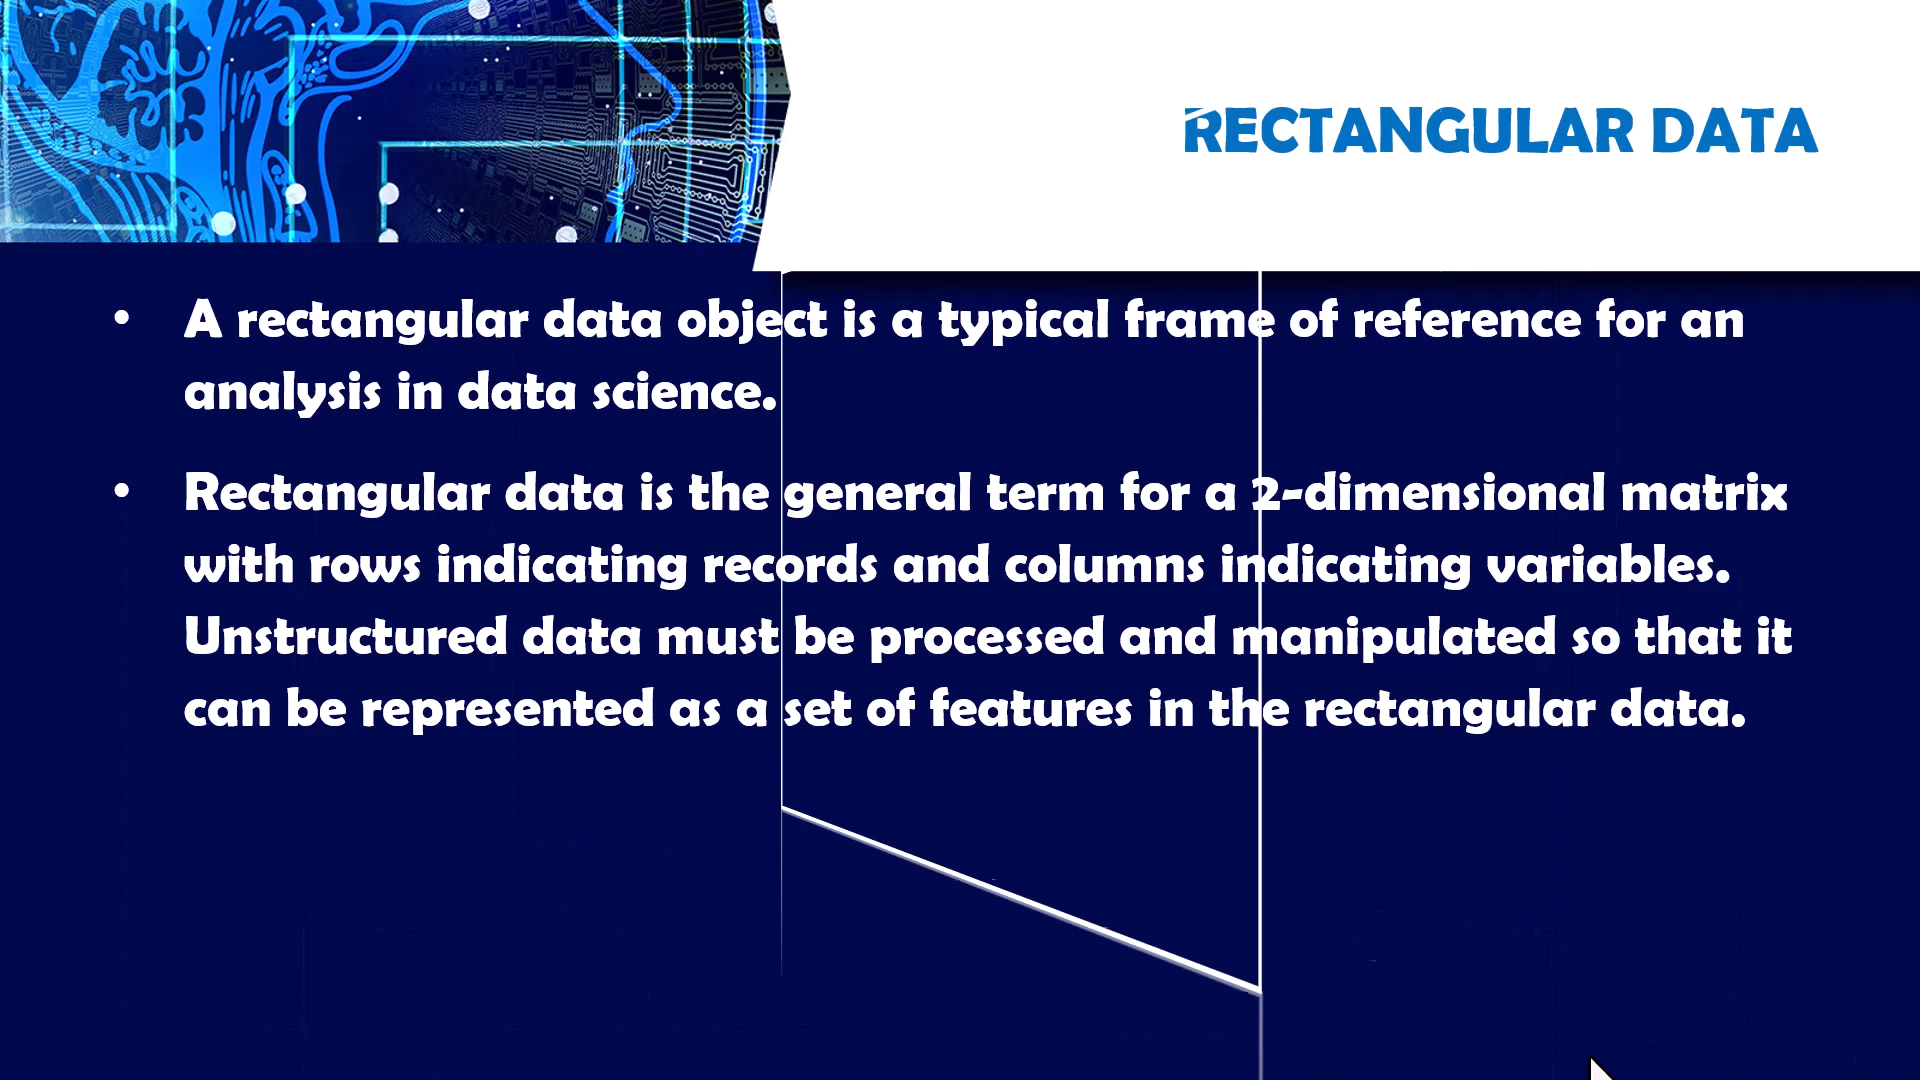 RECTANGULAR DATA
• A rectangular data object is a typical frame of reference for an
analysis in data science.
• Rectangular data is the general term for a 2-dimensional matrix
with rows indicating records and columns indicating variables.
Unstructured data must be processed and manipulated so that it
can be represented as a set of features in the rectangular data.